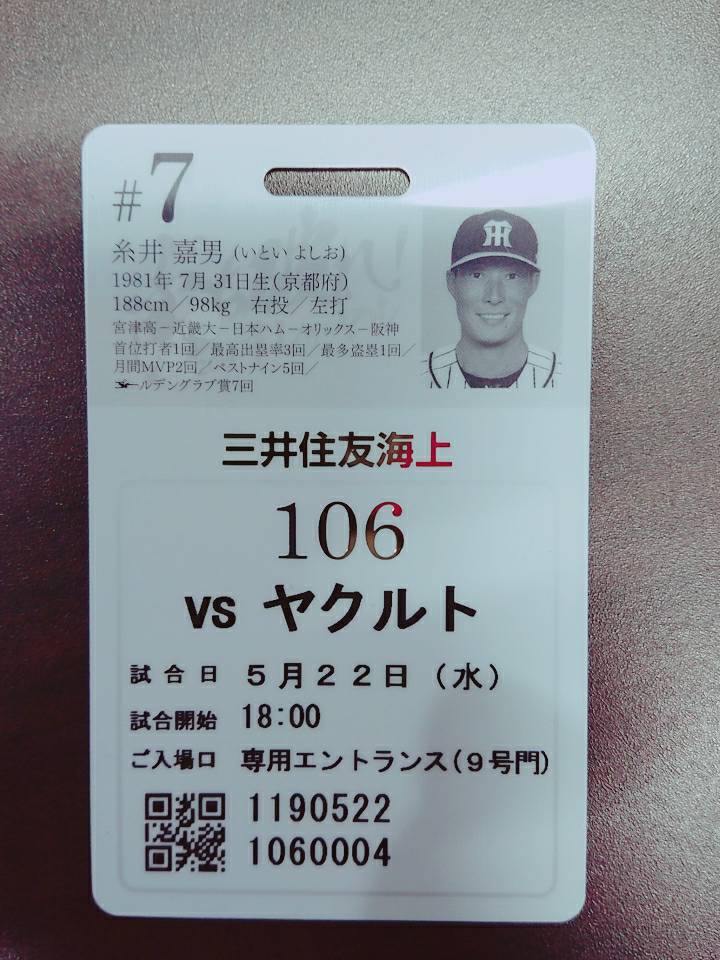 #7
糸井 嘉男 (いとい よしお)
1981年 7月 31日生(京都府)
188cm/98kg 右投/左打
宮津高－近畿大－日本ハム－オリックス－阪神
首位打者1回/最高出塁率3回/最多盗塁1回/
月間MVP2回/ベストナイン5回/
ールデングラブ賞7回
三井住友海上
106
vs ヤクルト
試合日 5月22日(水)
試合開始 18:00
ご入場口 専用エントランス(9号門)
1190522
1060004